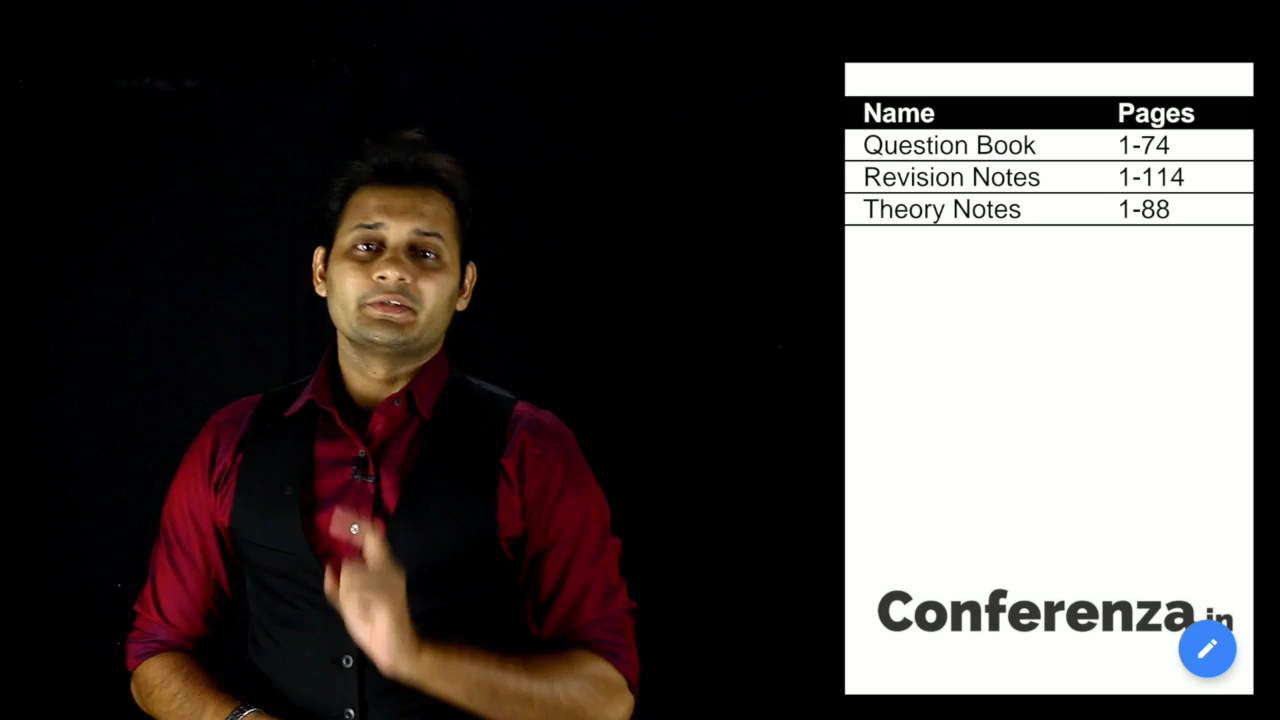 Name Pages
Question Book 1-74
Revision Notes 1-114
Theory Notes 1-88
Conferenza.in